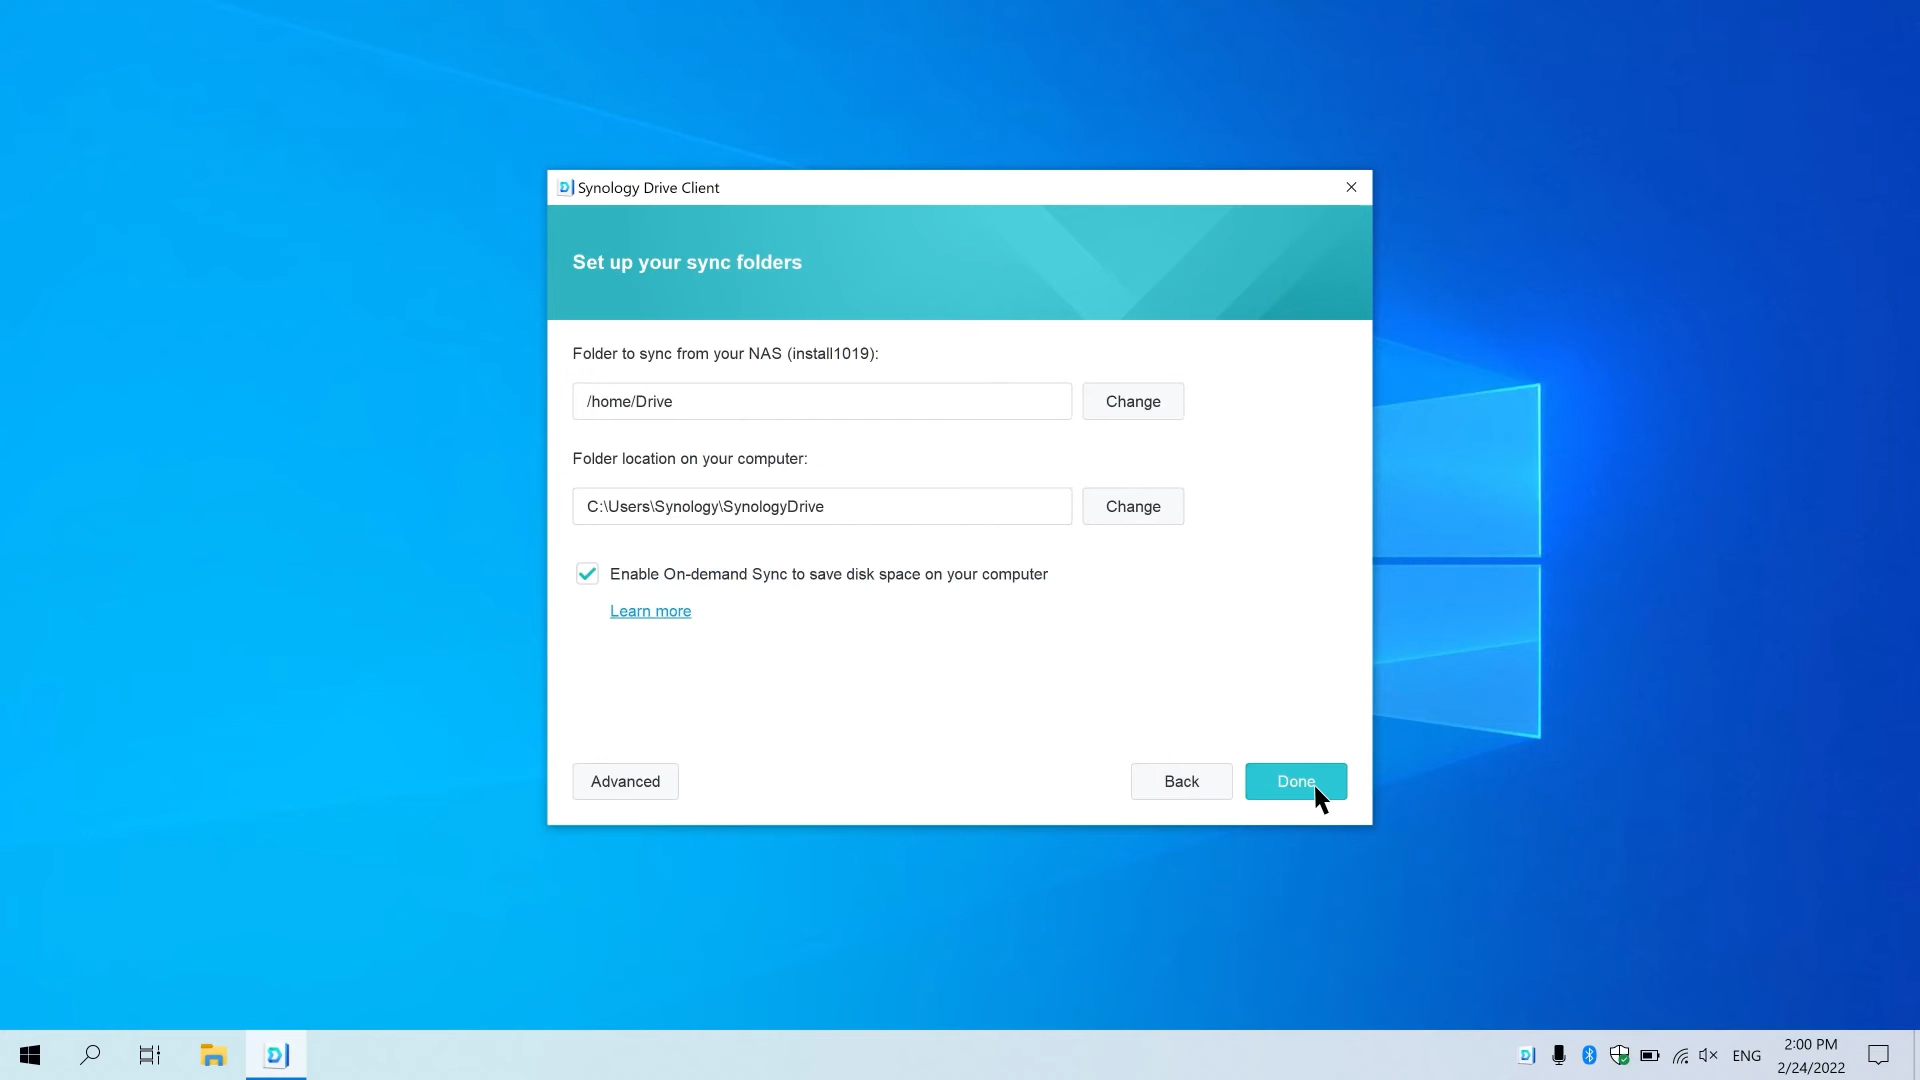 Synology Drive Client
Set up your sync folders
Folder to sync from your NAS (install1019):
/home/Drive
Change
Folder location on your computer:
C:\Users\Synology\SynologyDrive
Change
Enable On-demand Sync to save disk space on your computer
Learn more
Advanced
Back
Done
ENG
2:00 PM
2/24/2022